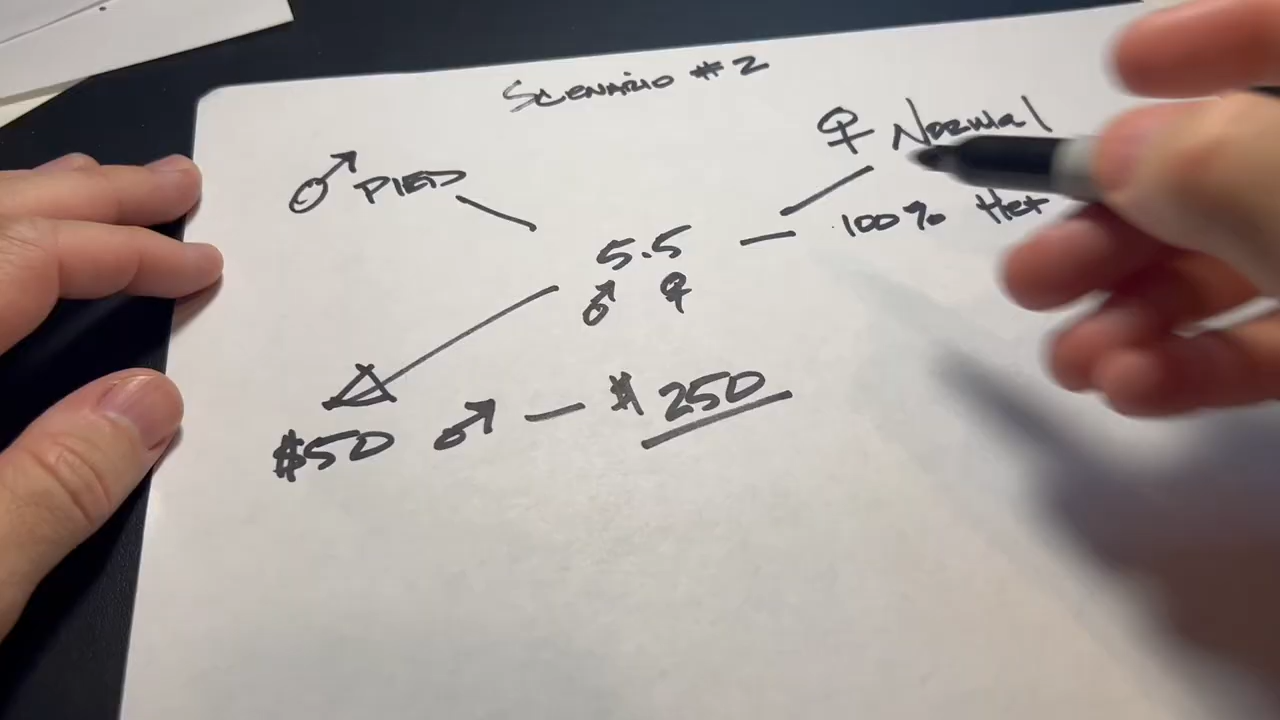 SCENARIO #2
♀ Normal
♂ PIED
100% Het
5.5
♂ ♀
$50 ♂ — $250